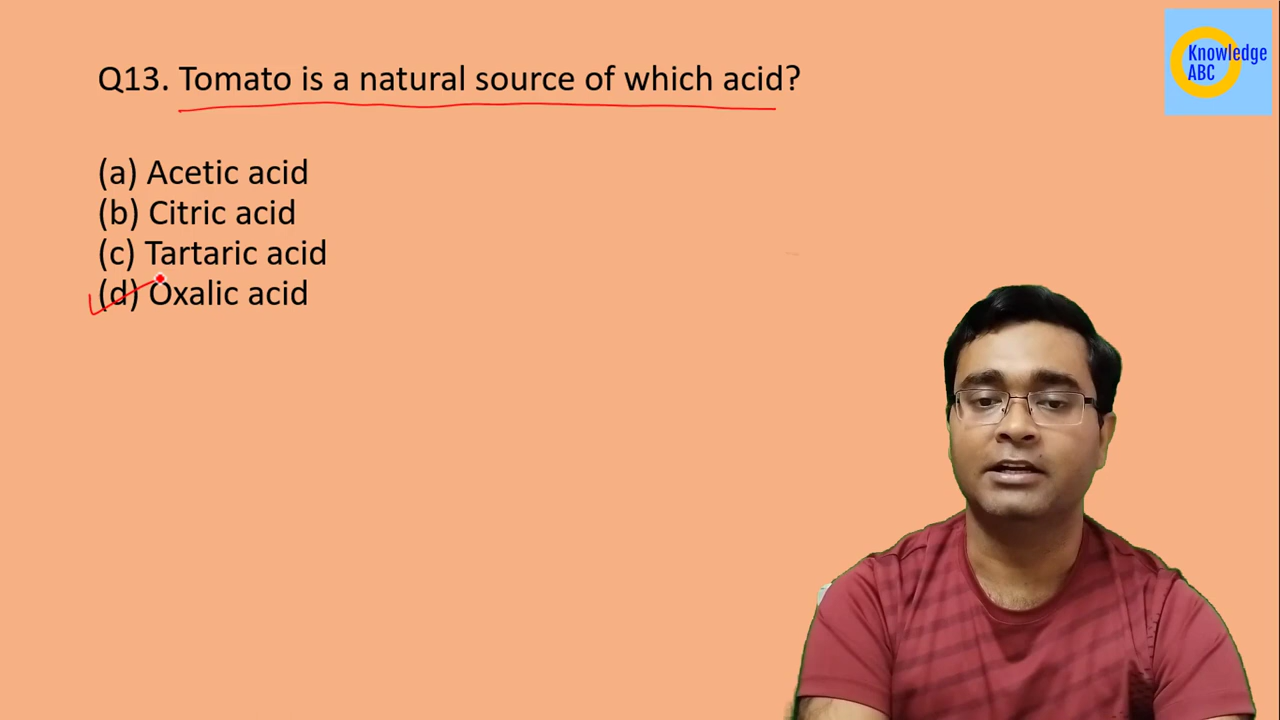 Knowledge
ABC
Q13. Tomato is a natural source of which acid?
(a) Acetic acid
(b) Citric acid
(c) Tartaric acid
(d) Oxalic acid